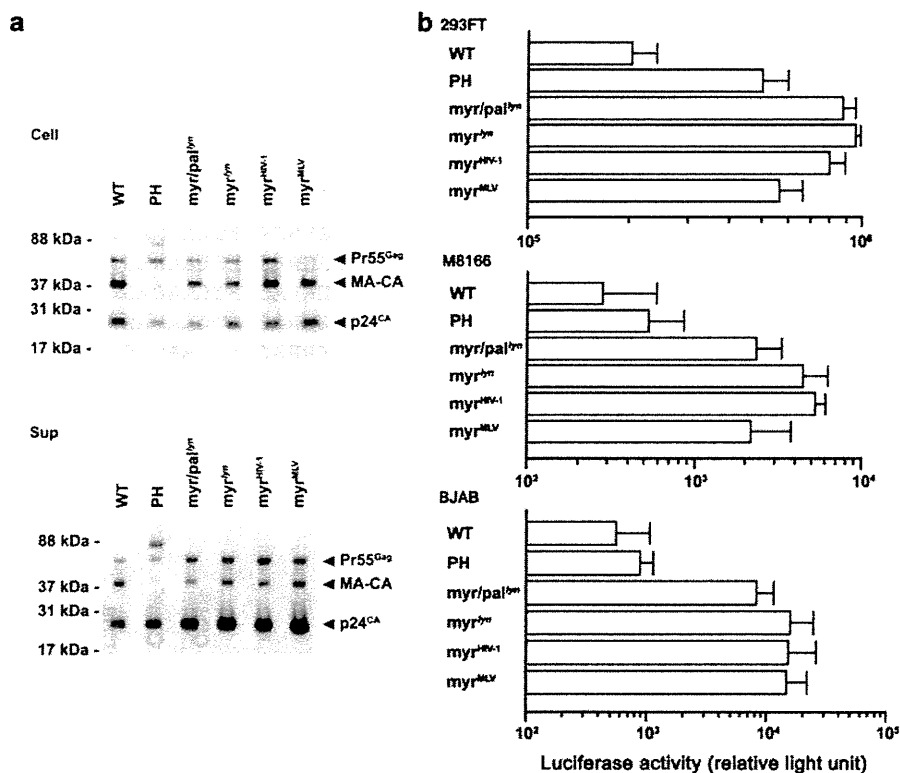 a
Cell
WT PH myr/pal^lyn myr^lyn myr^HIV-1 myr^MLV
88 kDa -
37 kDa -
31 kDa -
17 kDa -
Pr55^Gag
MA-CA
p24^CA
Sup
WT PH myr/pal^lyn myr^lyn myr^HIV-1 myr^MLV
88 kDa -
37 kDa -
31 kDa -
17 kDa -
Pr55^Gag
MA-CA
p24^CA
b
293FT
WT
PH
myr/pal^lyn
myr^lyn
myr^HIV-1
myr^MLV
10^5 10^6
M8166
WT
PH
myr/pal^lyn
myr^lyn
myr^HIV-1
myr^MLV
10^2 10^3 10^4
BJAB
WT
PH
myr/pal^lyn
myr^lyn
myr^HIV-1
myr^MLV
10^2 10^3 10^4 10^5
Luciferase activity (relative light unit)